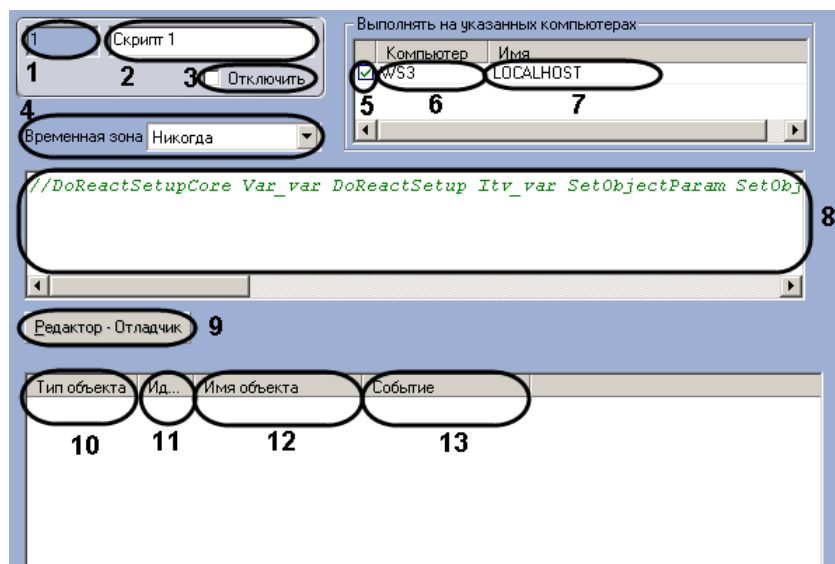 Выполнять на указанных компьютерах
1 Скрипт 1
Компьютер Имя
1 2 3 Отключить
WS3 LOCALHOST
5 6 7
4
Временная зона Никогда
//DoReactSetupCore Var_var DoReactSetup Itv_var SetObjectParam SetObj
8
Редактор - Отладчик 9
Тип объекта Ид... Имя объекта Событие
10 11 12 13